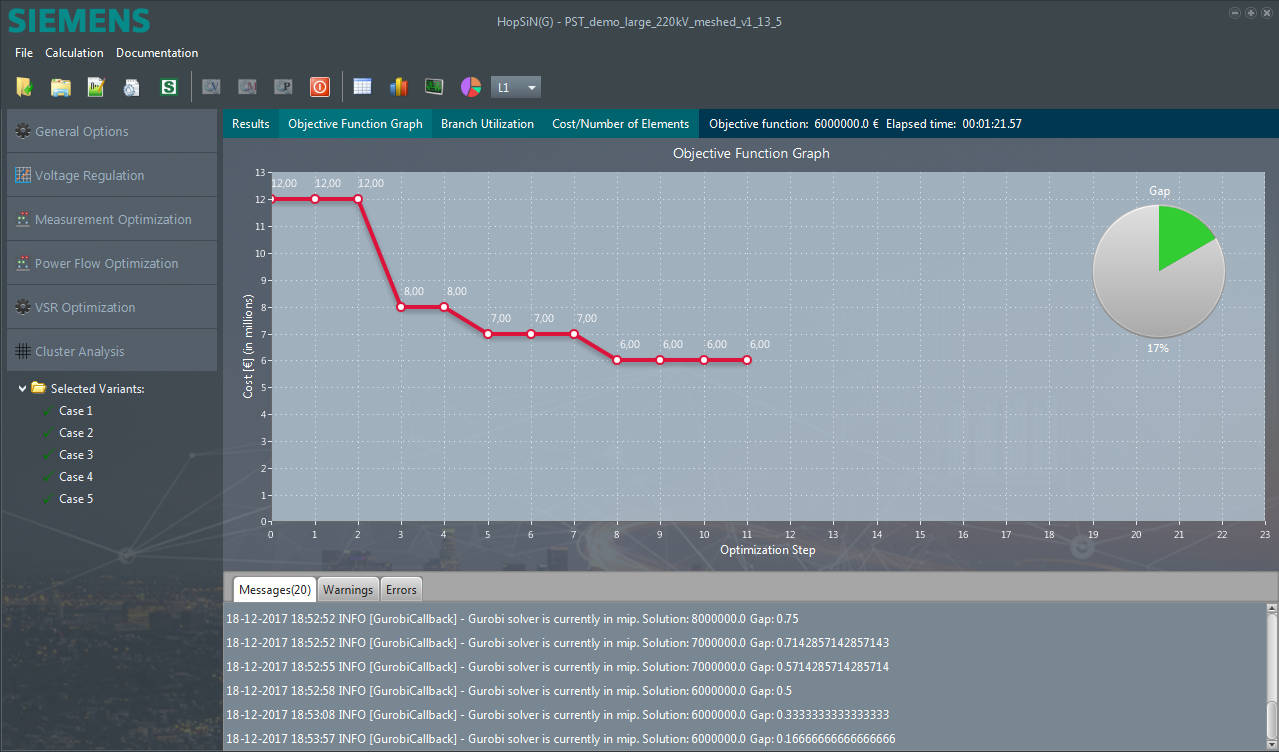 SIEMENS
HopSiN(G) - PST_demo_large_220kV_meshed_v1_13_5
File Calculation Documentation
L1
General Options
Voltage Regulation
Measurement Optimization
Power Flow Optimization
VSR Optimization
Cluster Analysis
Selected Variants:
Case 1
Case 2
Case 3
Case 4
Case 5
Results Objective Function Graph Branch Utilization Cost/Number of Elements Objective function: 6000000.0 € Elapsed time: 00:01:21.57
Objective Function Graph
Cost [€] (in millions)
13
12
11
10
9
8
7
6
5
4
3
2
1
0
12,00 12,00 12,00
8,00 8,00
7,00 7,00 7,00
6,00 6,00 6,00 6,00
Gap
17%
0 1 2 3 4 5 6 7 8 9 10 11 12 13 14 15 16 17 18 19 20 21 22 23
Optimization Step
Messages(20) Warnings Errors
18-12-2017 18:52:52 INFO [GurobiCallback] - Gurobi solver is currently in mip. Solution: 8000000.0 Gap: 0.75
18-12-2017 18:52:52 INFO [GurobiCallback] - Gurobi solver is currently in mip. Solution: 7000000.0 Gap: 0.7142857142857143
18-12-2017 18:52:55 INFO [GurobiCallback] - Gurobi solver is currently in mip. Solution: 7000000.0 Gap: 0.5714285714285714
18-12-2017 18:52:58 INFO [GurobiCallback] - Gurobi solver is currently in mip. Solution: 6000000.0 Gap: 0.5
18-12-2017 18:53:08 INFO [GurobiCallback] - Gurobi solver is currently in mip. Solution: 6000000.0 Gap: 0.3333333333333333
18-12-2017 18:53:57 INFO [GurobiCallback] - Gurobi solver is currently in mip. Solution: 6000000.0 Gap: 0.16666666666666666